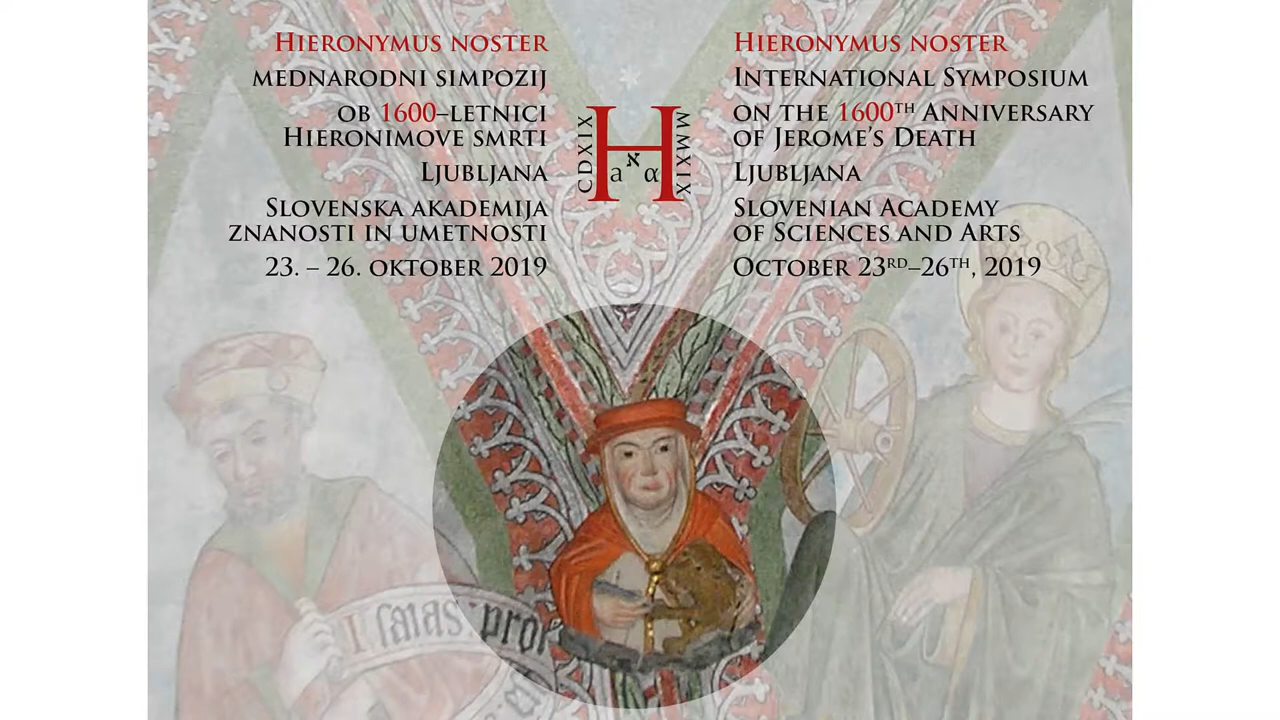 HIERONYMUS NOSTER
MEDNARODNI SIMPOZIJ
OB 1600–LETNICI
HIERONIMOVE SMRTI
LJUBLJANA
SLOVENSKA AKADEMIJA
ZNANOSTI IN UMETNOSTI
23. – 26. OKTOBER 2019
CDXIX
H
a א α
MMXIX
HIERONYMUS NOSTER
INTERNATIONAL SYMPOSIUM
ON THE 1600TH ANNIVERSARY
OF JEROME'S DEATH
LJUBLJANA
SLOVENIAN ACADEMY
OF SCIENCES AND ARTS
OCTOBER 23RD–26TH, 2019
Isaias: prop